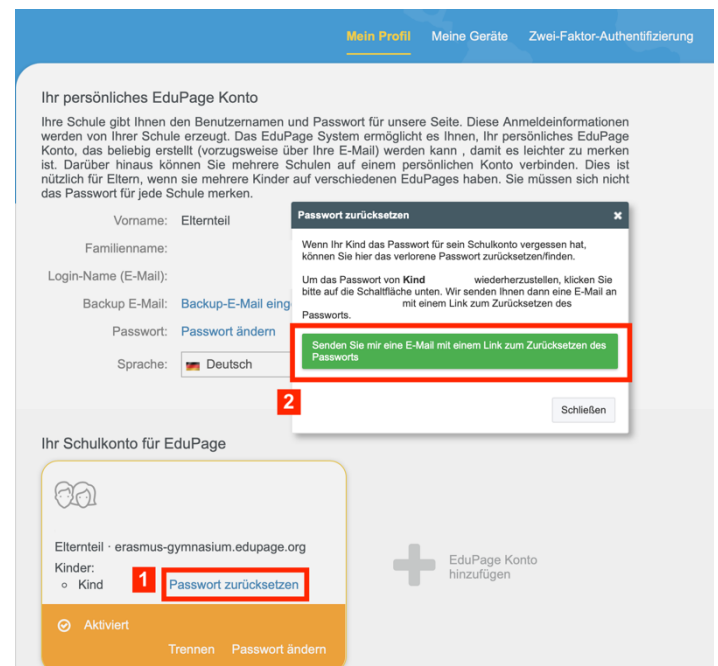 Mein Profil Meine Geräte Zwei-Faktor-Authentifizierung
Ihr persönliches EduPage Konto
Ihre Schule gibt Ihnen den Benutzernamen und Passwort für unsere Seite. Diese Anmeldeinformationen
werden von Ihrer Schule erzeugt. Das EduPage System ermöglicht es Ihnen, Ihr persönliches EduPage
Konto, das beliebig erstellt (vorzugsweise über Ihre E-Mail) werden kann , damit es leichter zu merken
ist. Darüber hinaus können Sie mehrere Schulen auf einem persönlichen Konto verbinden. Dies ist
nützlich für Eltern, wenn sie mehrere Kinder auf verschiedenen EduPages haben. Sie müssen sich nicht
das Passwort für jede Schule merken.
Vorname: Elternteil
Familienname:
Login-Name (E-Mail):
Backup E-Mail: Backup-E-Mail eing
Passwort: Passwort ändern
Sprache: Deutsch
Passwort zurücksetzen
Wenn Ihr Kind das Passwort für sein Schulkonto vergessen hat,
können Sie hier das verlorene Passwort zurücksetzen/finden.
Um das Passwort von Kind wiederherzustellen, klicken Sie
bitte auf die Schaltfläche unten. Wir senden Ihnen dann eine E-Mail an
mit einem Link zum Zurücksetzen des
Passworts.
Senden Sie mir eine E-Mail mit einem Link zum Zurücksetzen des
Passworts
2
Schließen
Ihr Schulkonto für EduPage
Elternteil · erasmus-gymnasium.edupage.org
Kinder:
Kind 1 Passwort zurücksetzen
Aktiviert
Trennen Passwort ändern
EduPage Konto
hinzufügen